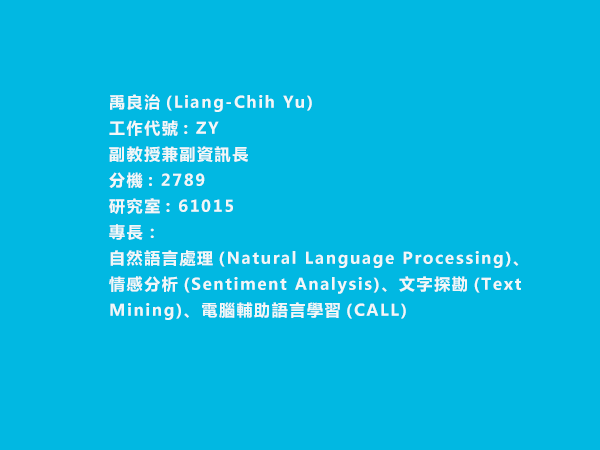 禹良治 (Liang-Chih Yu)
工作代號：ZY
副教授兼副資訊長
分機：2789
研究室：61015
專長：
自然語言處理 (Natural Language Processing)、
情感分析 (Sentiment Analysis)、文字探勘 (Text
Mining)、電腦輔助語言學習 (CALL)